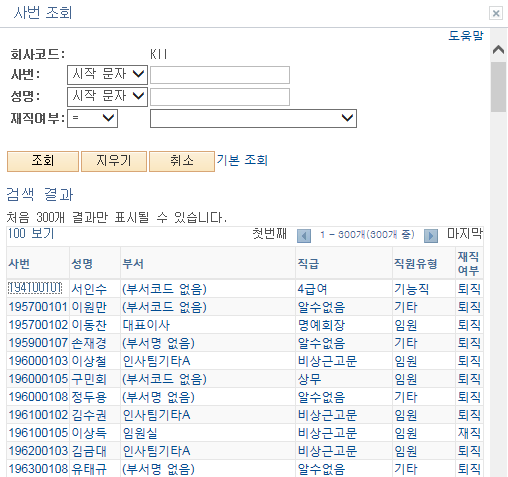 사번 조회
도움말
회사코드: KII
사번: 시작 문자
성명: 시작 문자
재직여부: =
조회 지우기 취소 기본 조회
검색 결과
처음 300개 결과만 표시될 수 있습니다.
100 보기 첫번째 1 - 300개(300개 중) 마지막
사번 성명 부서 직급 직원유형 재직여부
194100101 서인수 (부서코드 없음) 4급여 기능직 퇴직
195700101 이원만 (부서코드 없음) 알수없음 기타 퇴직
195700102 이동찬 대표이사 명예회장 임원 퇴직
195900107 손재경 (부서명 없음) 알수없음 기타 퇴직
196000103 이상철 인사팀기타A 비상근고문 임원 퇴직
196000105 구민회 (부서코드 없음) 상무 임원 퇴직
196000108 정두용 (부서명 없음) 알수없음 기타 퇴직
196100102 김수권 인사팀기타A 비상근고문 임원 퇴직
196100105 이상득 임원실 비상근고문 임원 재직
196200103 김금대 인사팀기타A 비상근고문 임원 퇴직
196300108 유태규 (부서명 없음) 알수없음 기타 퇴직